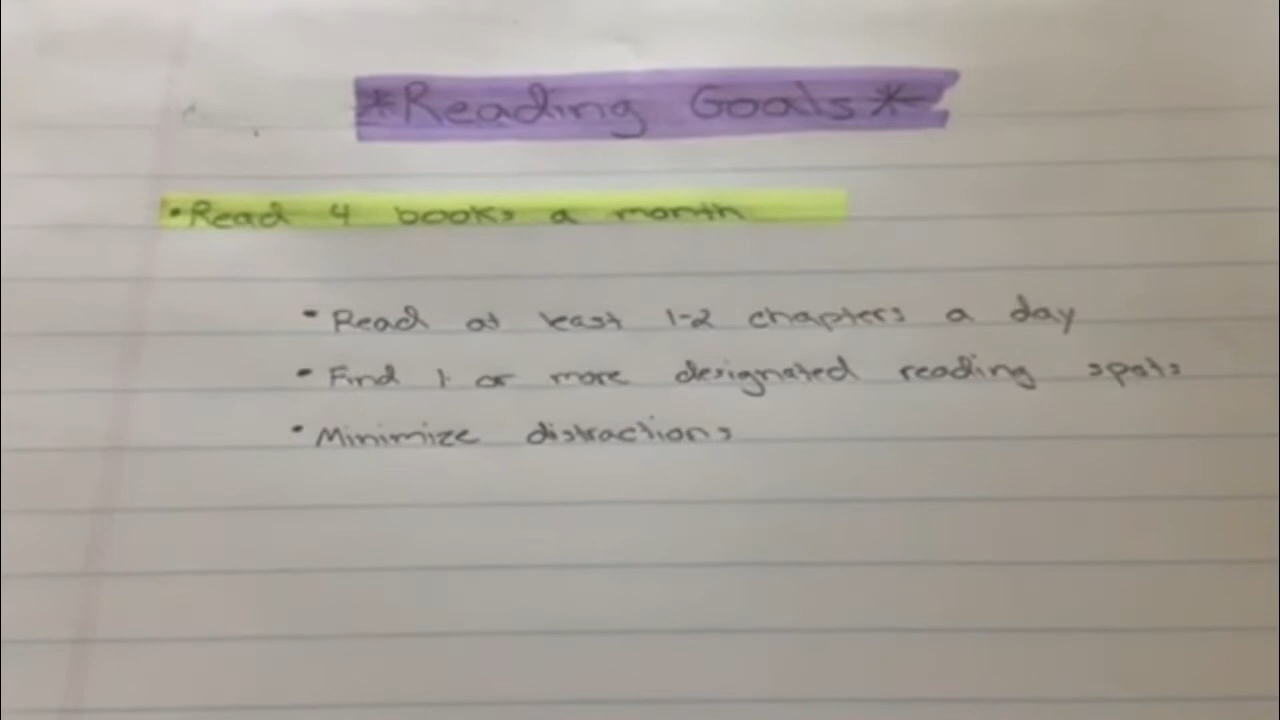 *Reading Goals*
•Read 4 books a month
•Read at least 1-2 chapters a day
•Find 1 or more designated reading spots
•Minimize distractions